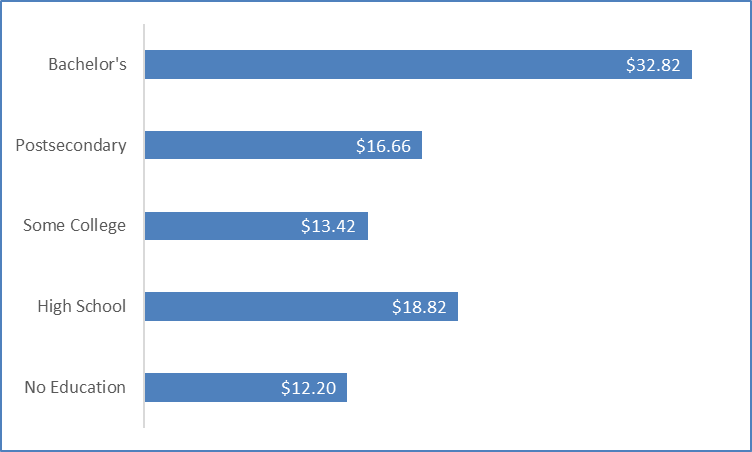 Bachelor's $32.82
Postsecondary $16.66
Some College $13.42
High School $18.82
No Education $12.20